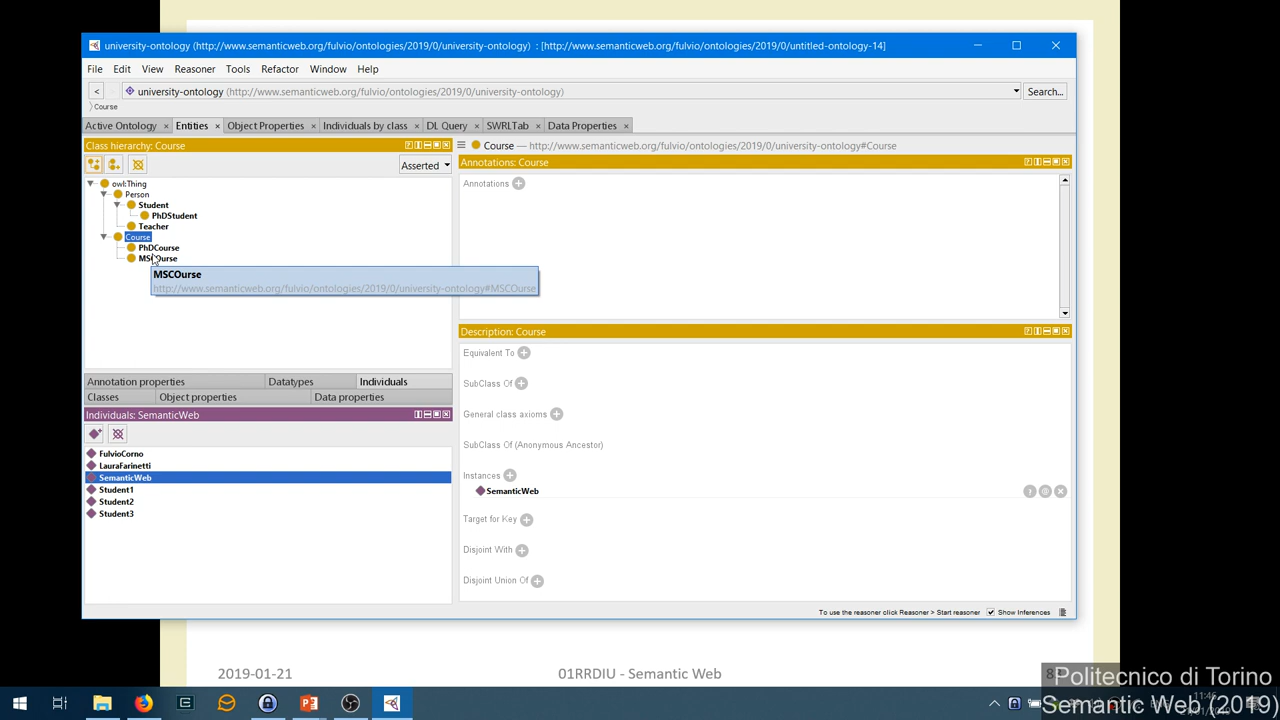 university-ontology (http://www.semanticweb.org/fulvio/ontologies/2019/0/university-ontology) : [http://www.semanticweb.org/fulvio/ontologies/2019/0/untitled-ontology-14]
File Edit View Reasoner Tools Refactor Window Help
< university-ontology (http://www.semanticweb.org/fulvio/ontologies/2019/0/university-ontology) Search...
Course
Active Ontology × Entities × Object Properties × Individuals by class × DL Query × SWRLTab × Data Properties ×
Class hierarchy: Course
Asserted
owl:Thing
Person
Student
PhDStudent
Teacher
Course
PhDCourse
MSCOurse
MSCOurse
http://www.semanticweb.org/fulvio/ontologies/2019/0/university-ontology#MSCOurse
Annotation properties Datatypes Individuals
Classes Object properties Data properties
Individuals: SemanticWeb
FulvioCorno
LauraFarinetti
SemanticWeb
Student1
Student2
Student3
Course — http://www.semanticweb.org/fulvio/ontologies/2019/0/university-ontology#Course
Annotations: Course
Annotations
Description: Course
Equivalent To
SubClass Of
General class axioms
SubClass Of (Anonymous Ancestor)
Instances
SemanticWeb
Target for Key
Disjoint With
Disjoint Union Of
To use the reasoner click Reasoner > Start reasoner Show Inferences
2019-01-21 01RRDIU - Semantic Web
Politecnico di Torino
Semantic Web (2019)